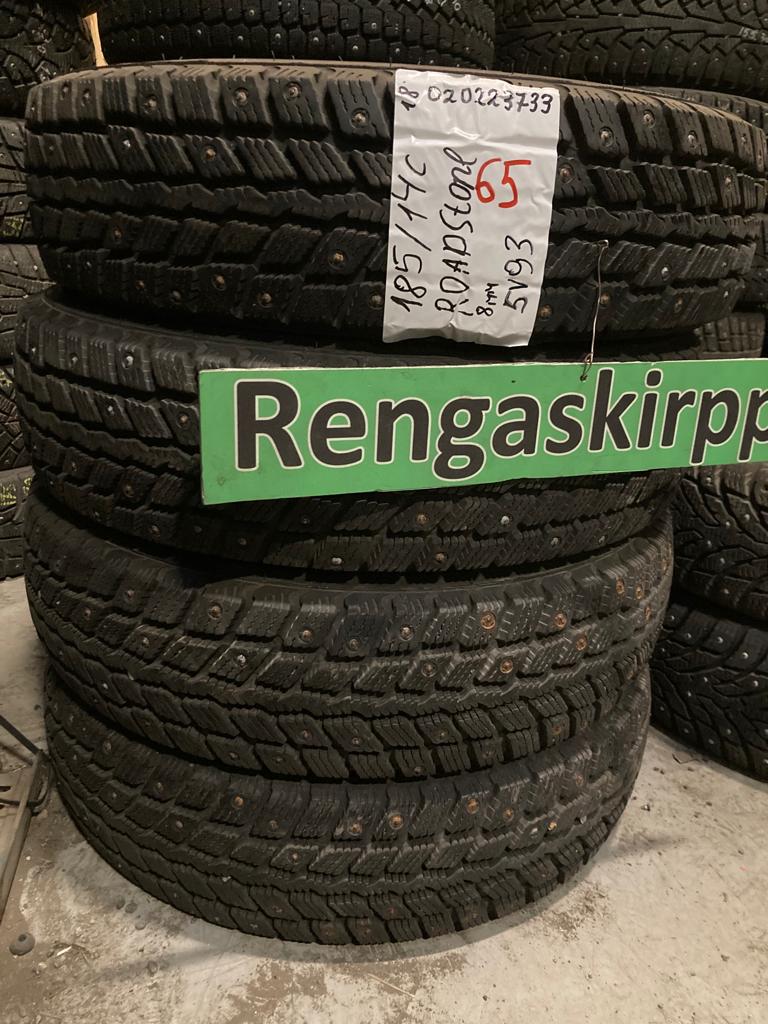 18 020223733
185/14C
ROADStone 65
8mm
5V93
Rengaskirpp